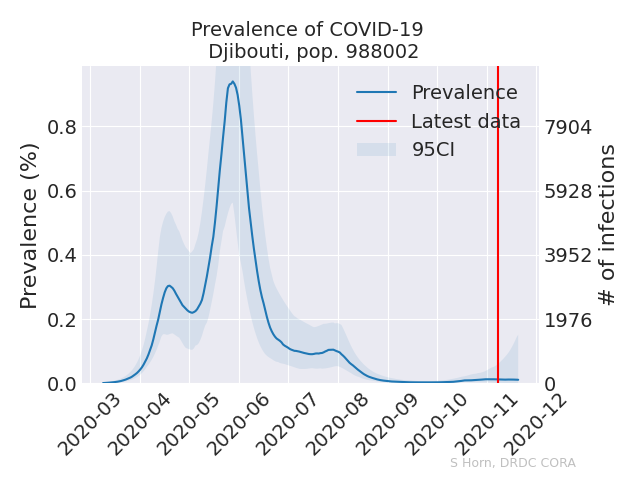 Prevalence of COVID-19
Djibouti, pop. 988002
Prevalence
Latest data
95CI
Prevalence (%)
0.8
0.6
0.4
0.2
0.0
7904
5928
3952
1976
0
# of infections
2020-03
2020-04
2020-05
2020-06
2020-07
2020-08
2020-09
2020-10
2020-11
2020-12
S Horn, DRDC CORA